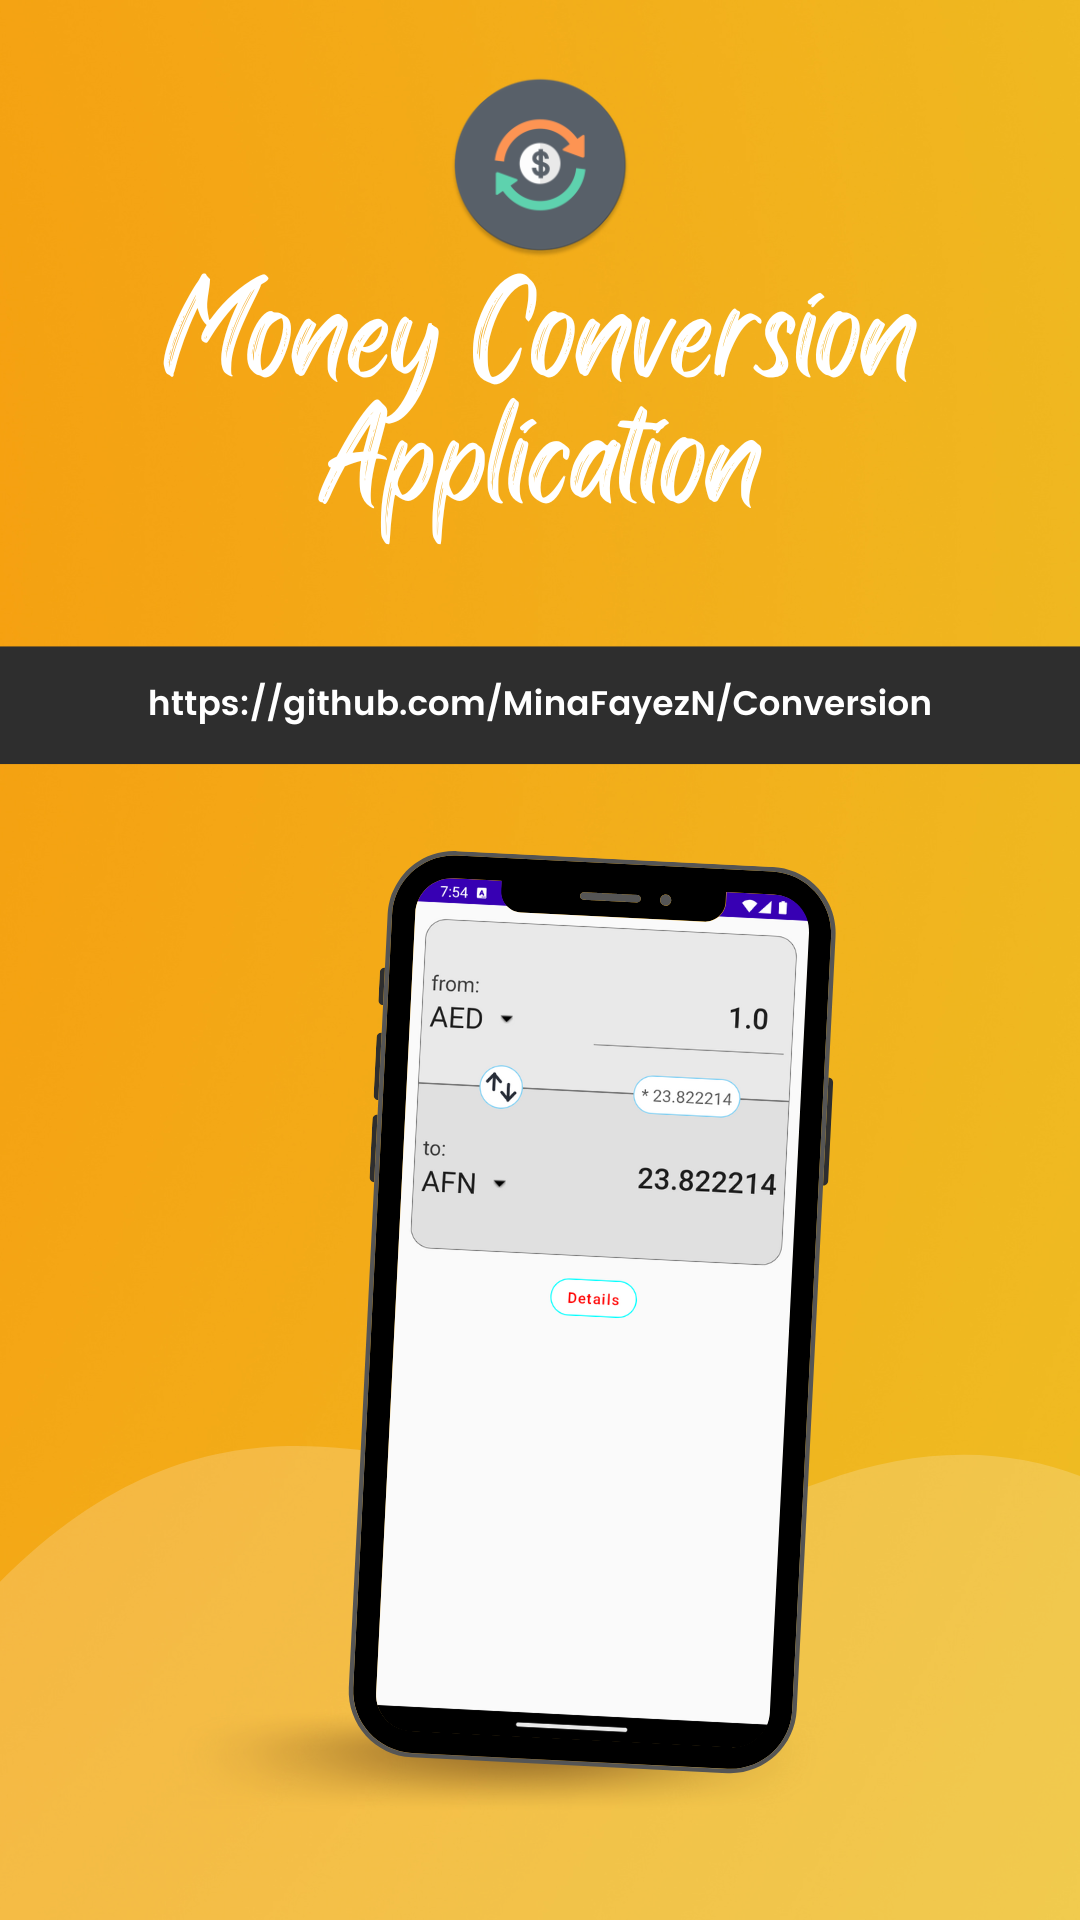 $
Money Conversion
Application
https://github.com/MinaFayezN/Conversion
7:54
from:
AED
1.0
* 23.822214
to:
AFN
23.822214
Details